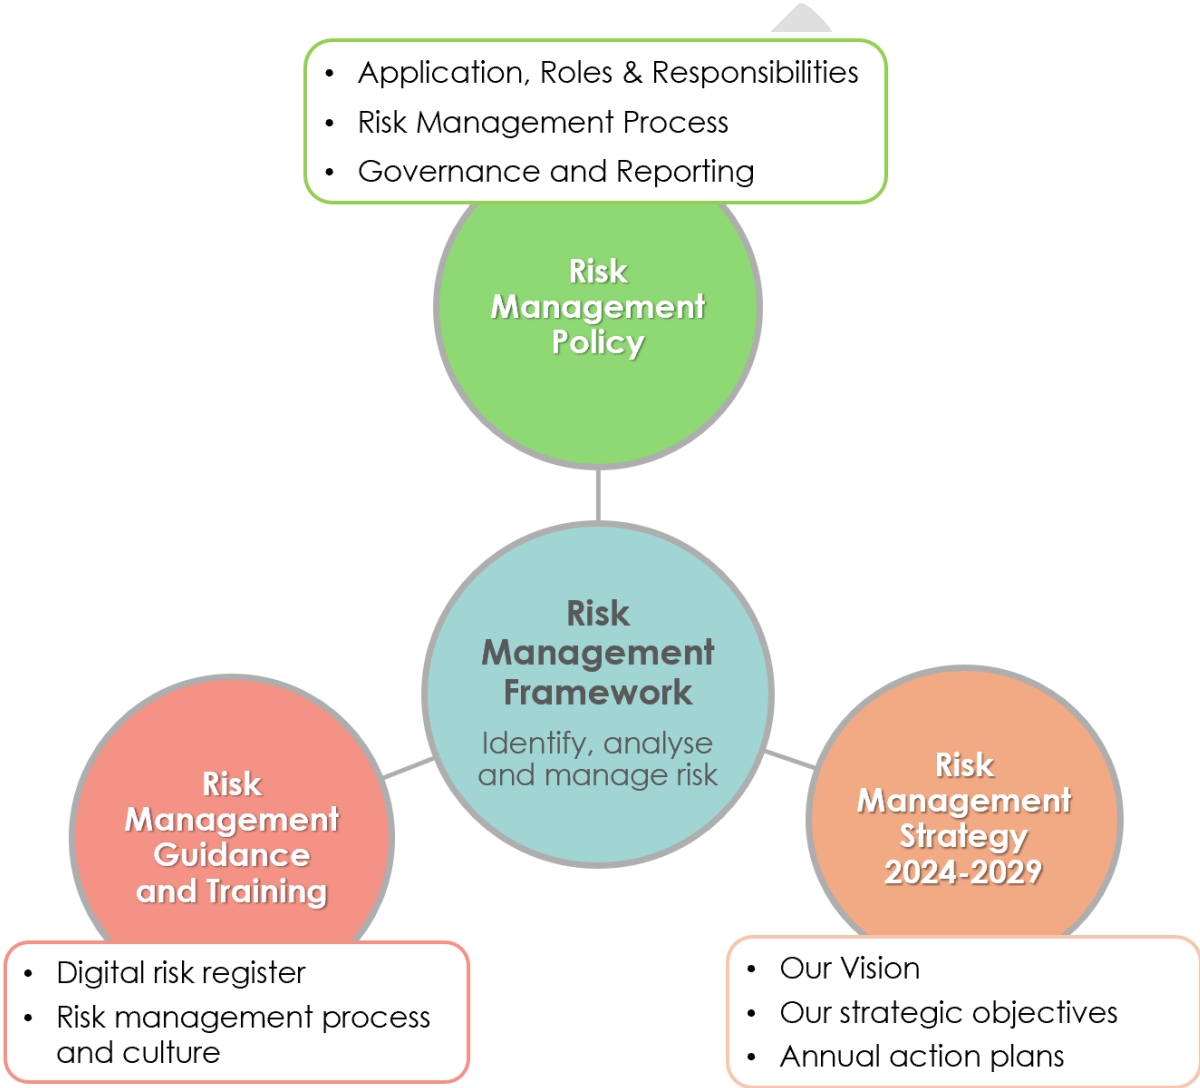 • Application, Roles & Responsibilities
• Risk Management Process
• Governance and Reporting
Risk
Management
Policy
Risk
Management
Framework
Identify, analyse
and manage risk
Risk
Management
Guidance
and Training
• Digital risk register
• Risk management process
and culture
Risk
Management
Strategy
2024-2029
• Our Vision
• Our strategic objectives
• Annual action plans